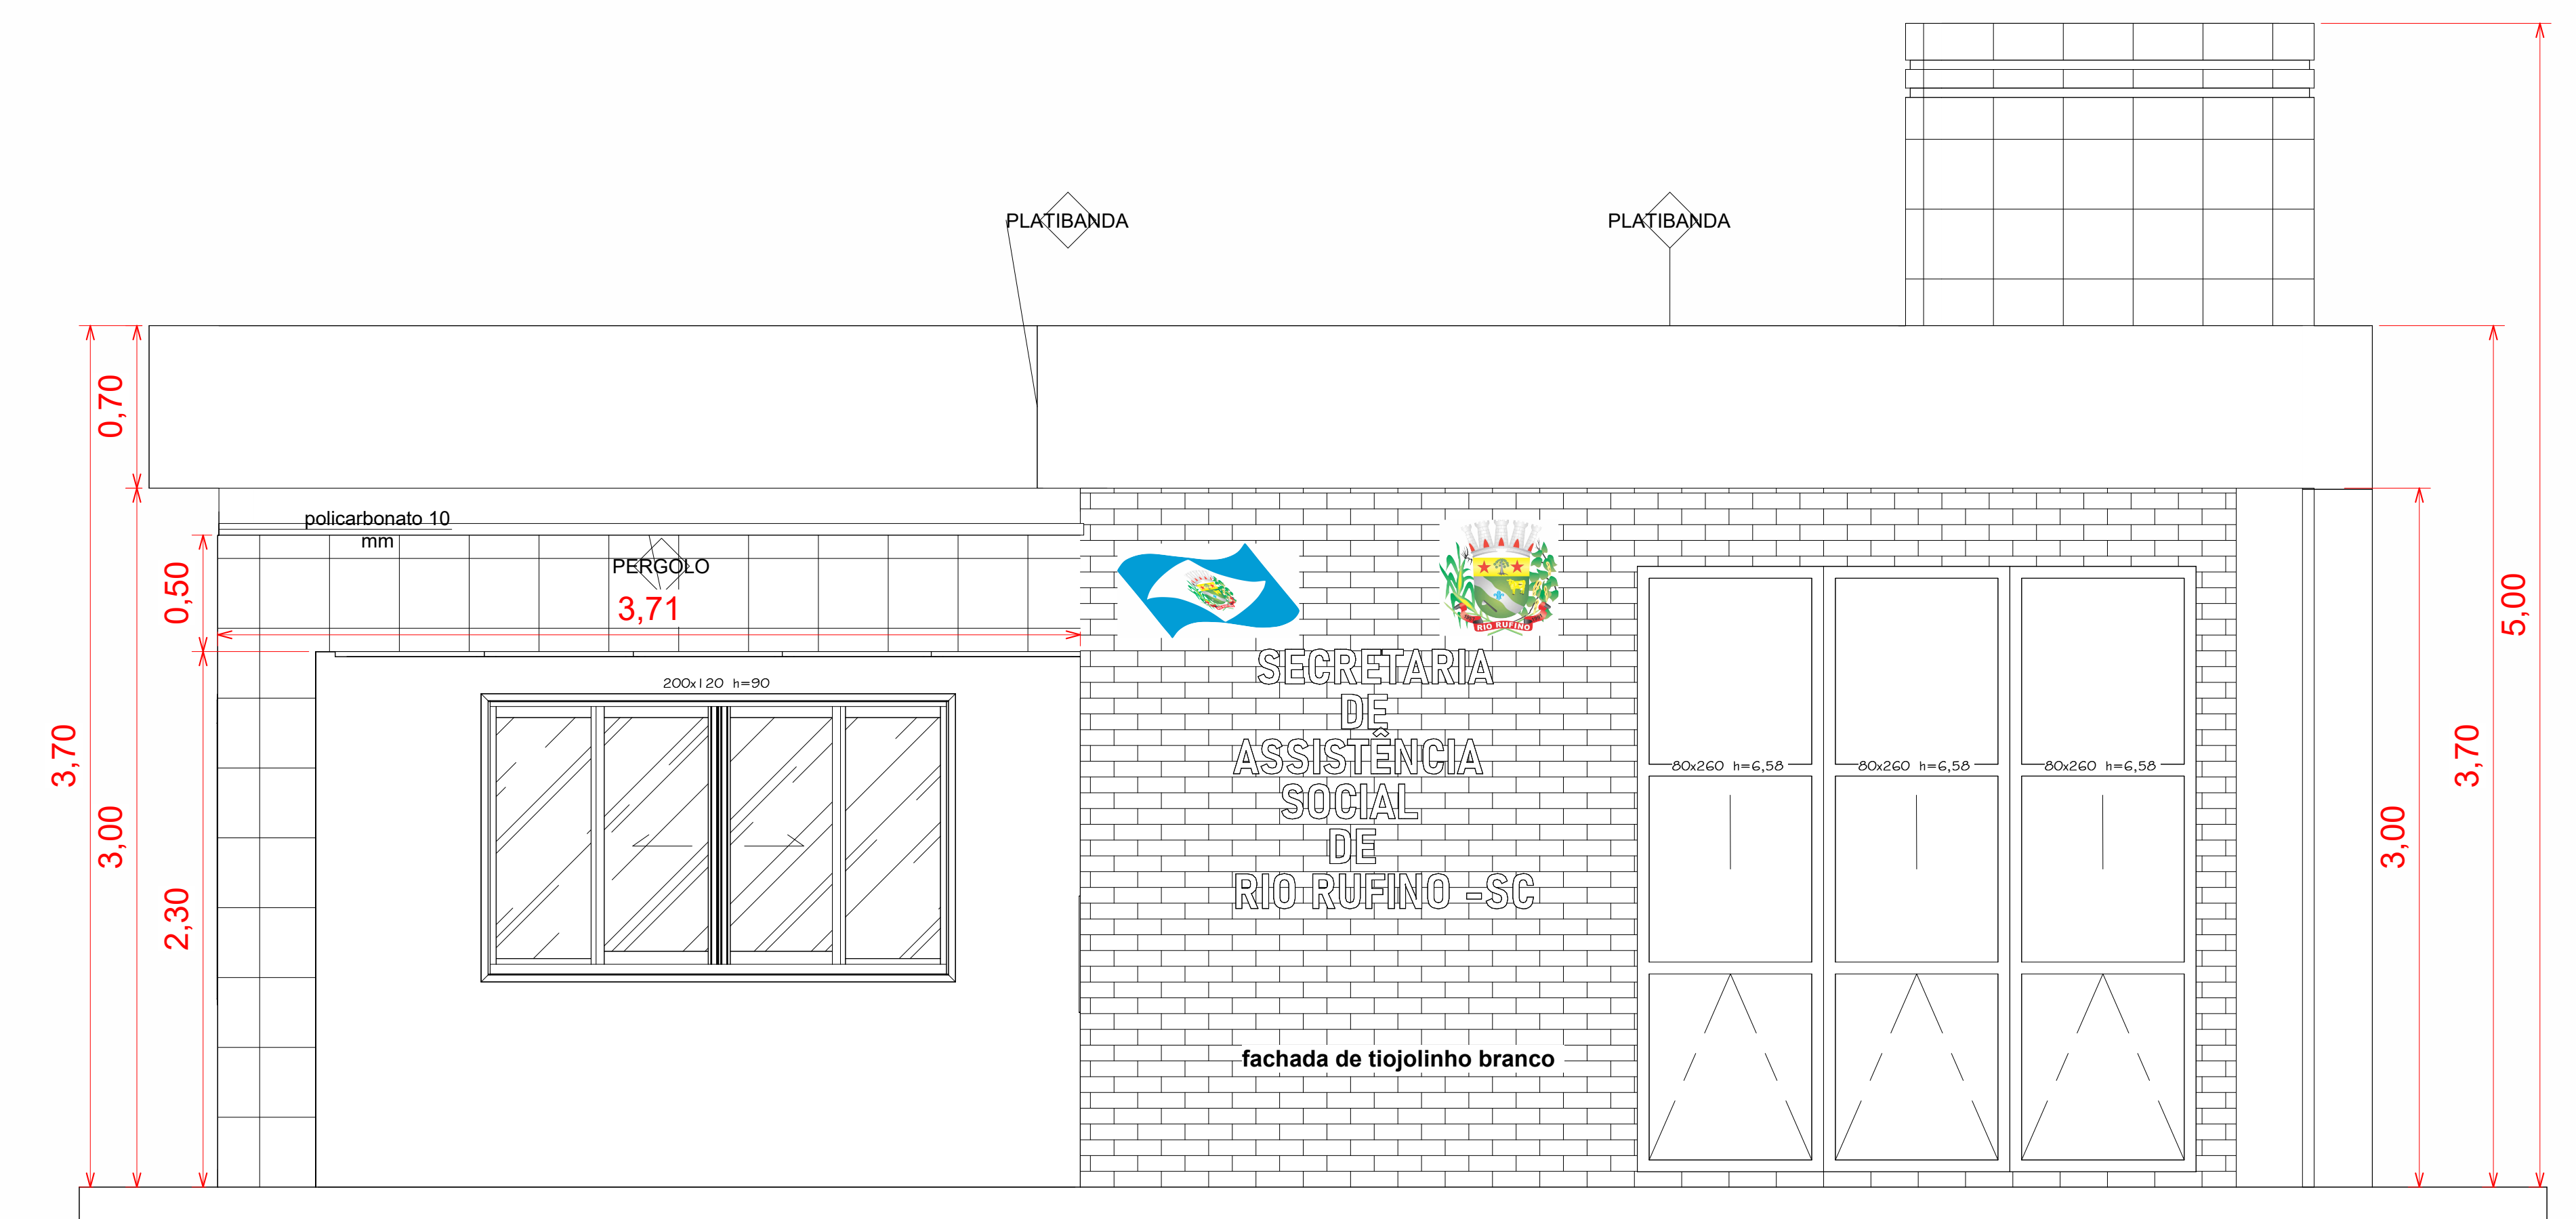 PLATIBANDA
PLATIBANDA
0,70
policarbonato 10
mm
PERGOLO
3,71
0,50
200x120 h=90
3,70
3,00
2,30
RIO RUFINO
SECRETARIA
DE
ASSISTÊNCIA
SOCIAL
DE
RIO RUFINO -SC
fachada de tiojolinho branco
80x260 h=6,58
80x260 h=6,58
80x260 h=6,58
3,00
3,70
5,00